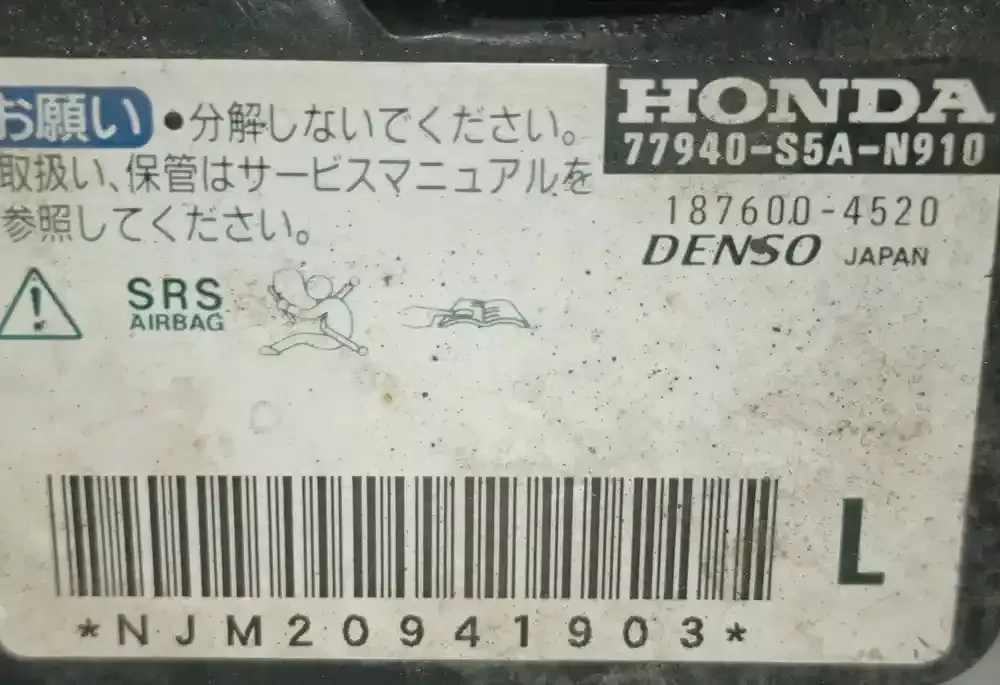 お願い •分解しないでください。
取扱い、保管はサービスマニュアルを
参照してください。
HONDA
77940-S5A-N910
187600-4520
DENSO JAPAN
SRS
AIRBAG
L
*NJM20941903*